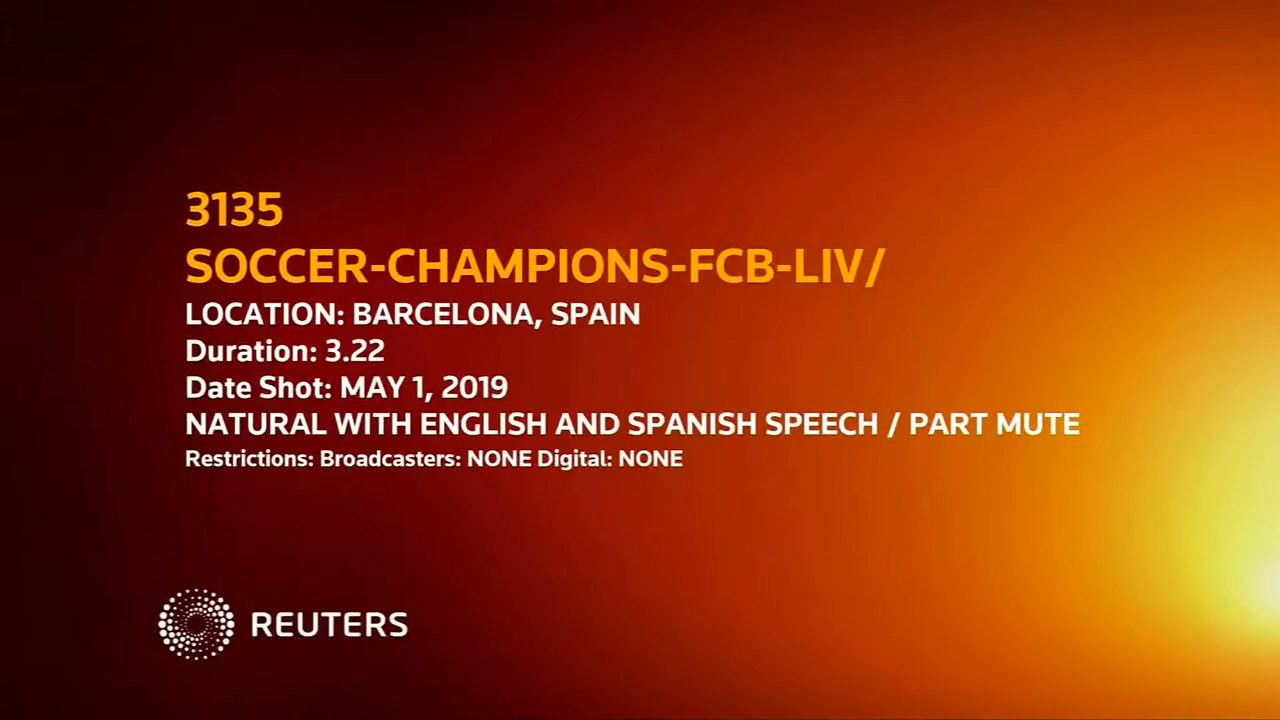 3135
SOCCER-CHAMPIONS-FCB-LIV/
LOCATION: BARCELONA, SPAIN
Duration: 3.22
Date Shot: MAY 1, 2019
NATURAL WITH ENGLISH AND SPANISH SPEECH / PART MUTE
Restrictions: Broadcasters: NONE Digital: NONE
REUTERS